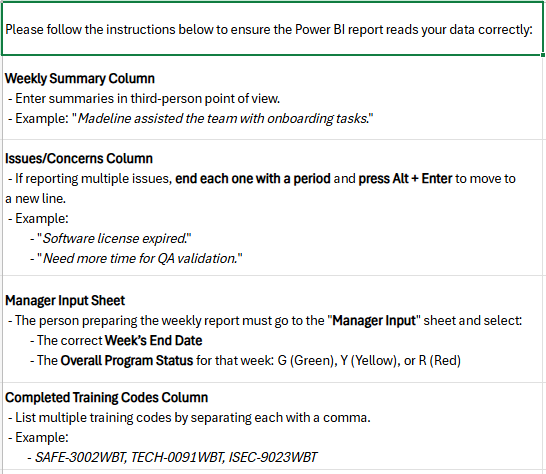 Please follow the instructions below to ensure the Power BI report reads your data correctly:
Weekly Summary Column
- Enter summaries in third-person point of view.
- Example: "Madeline assisted the team with onboarding tasks."
Issues/Concerns Column
- If reporting multiple issues, end each one with a period and press Alt + Enter to move to
a new line.
- Example:
- "Software license expired."
- "Need more time for QA validation."
Manager Input Sheet
- The person preparing the weekly report must go to the "Manager Input" sheet and select:
- The correct Week's End Date
- The Overall Program Status for that week: G (Green), Y (Yellow), or R (Red)
Completed Training Codes Column
- List multiple training codes by separating each with a comma.
- Example:
- SAFE-3002WBT, TECH-0091WBT, ISEC-9023WBT